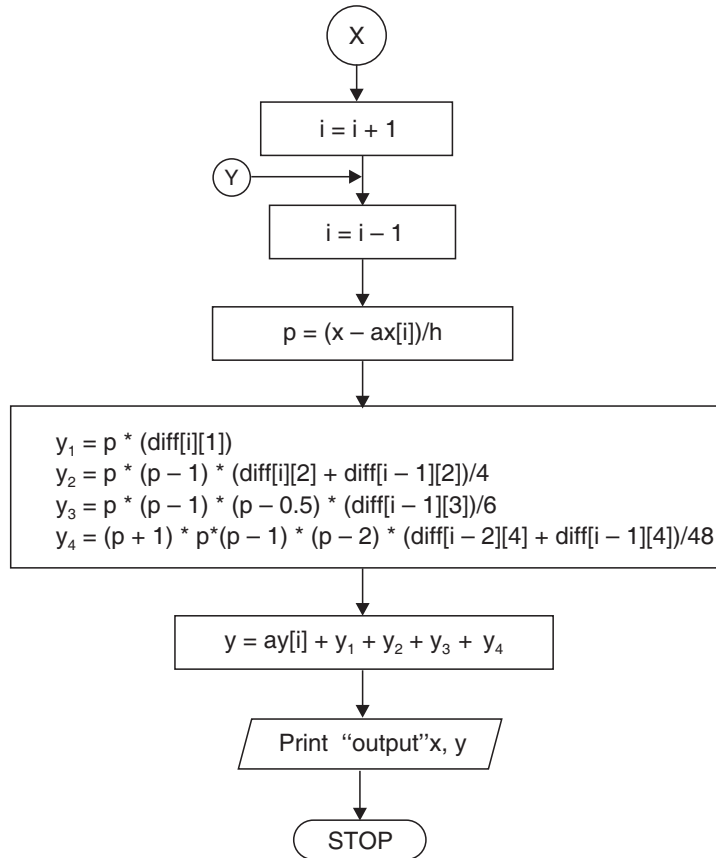 X
i = i + 1
Y
i = i – 1
p = (x – ax[i])/h
y₁ = p * (diff[i][1])
y₂ = p * (p – 1) * (diff[i][2] + diff[i – 1][2])/4
y₃ = p * (p – 1) * (p – 0.5) * (diff[i – 1][3])/6
y₄ = (p + 1) * p*(p – 1) * (p – 2) * (diff[i – 2][4] + diff[i – 1][4])/48
y = ay[i] + y₁ + y₂ + y₃ + y₄
Print ‘‘output’’x, y
STOP